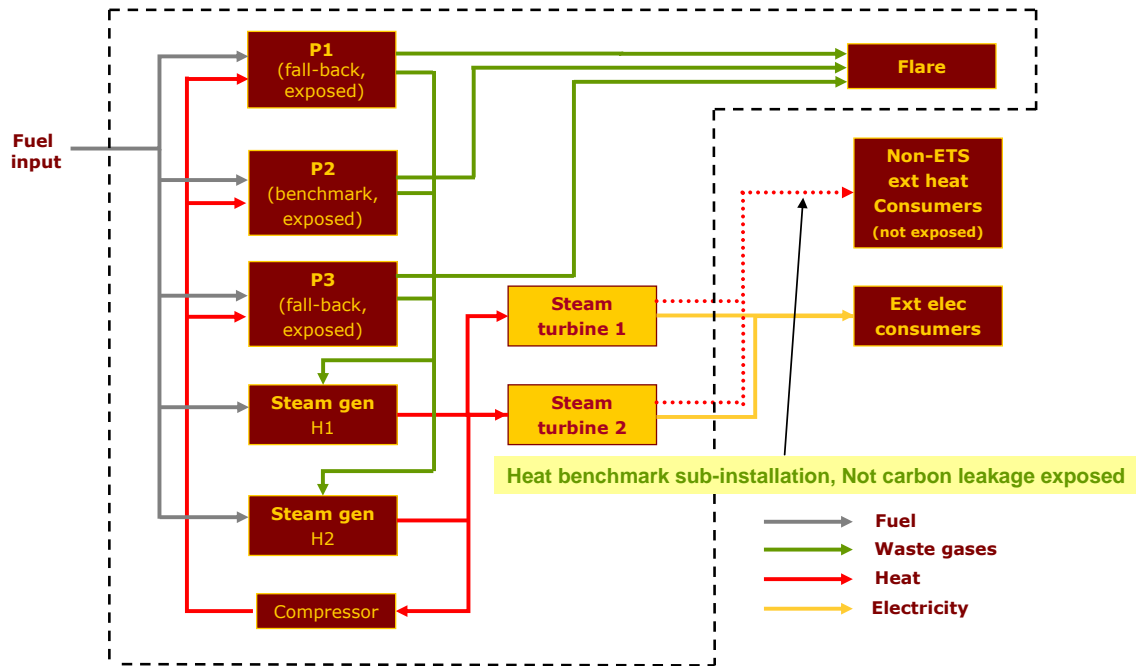 P1
(fall-back,
exposed)
Flare
Fuel
input
P2
(benchmark,
exposed)
Non-ETS
ext heat
Consumers
(not exposed)
P3
(fall-back,
exposed)
Steam
turbine 1
Ext elec
consumers
Steam gen
H1
Steam
turbine 2
Heat benchmark sub-installation, Not carbon leakage exposed
Steam gen
H2
Fuel
Waste gases
Heat
Electricity
Compressor